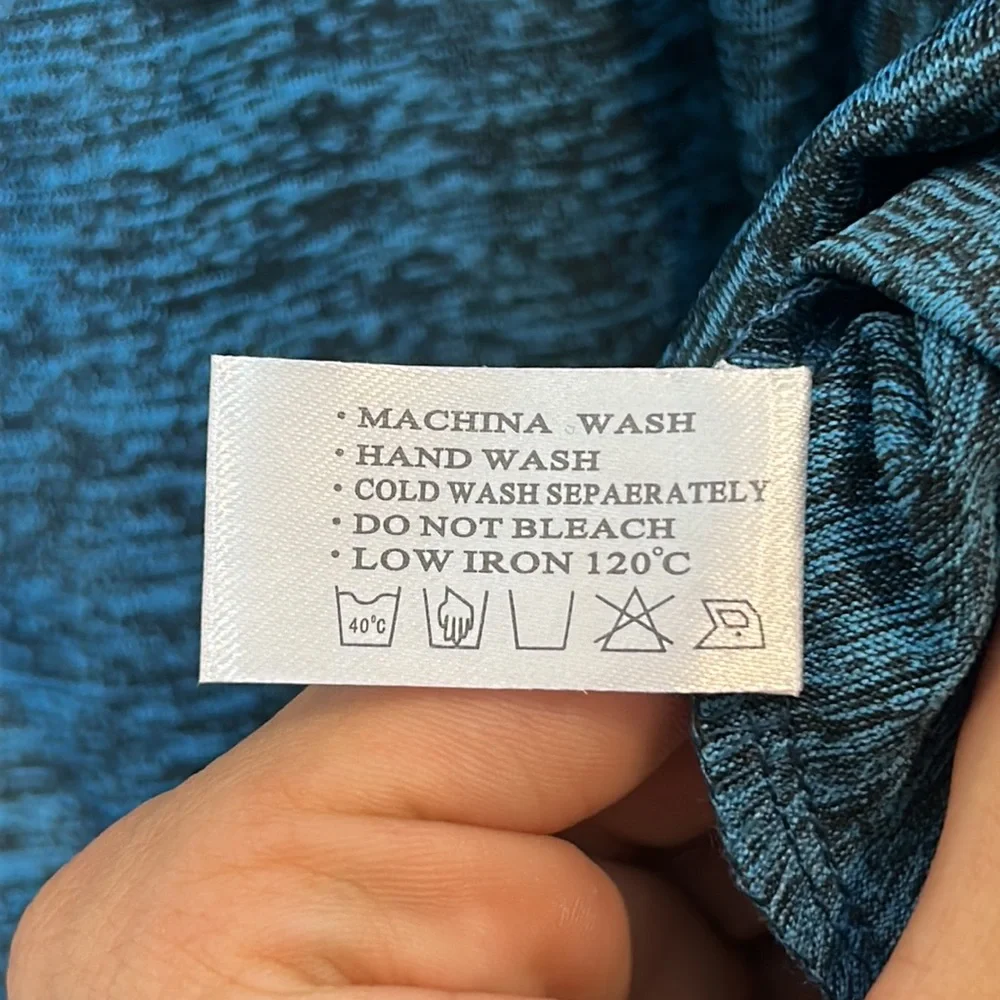 • MACHINA WASH
• HAND WASH
• COLD WASH SEPAERATELY
• DO NOT BLEACH
• LOW IRON 120°C
40°C